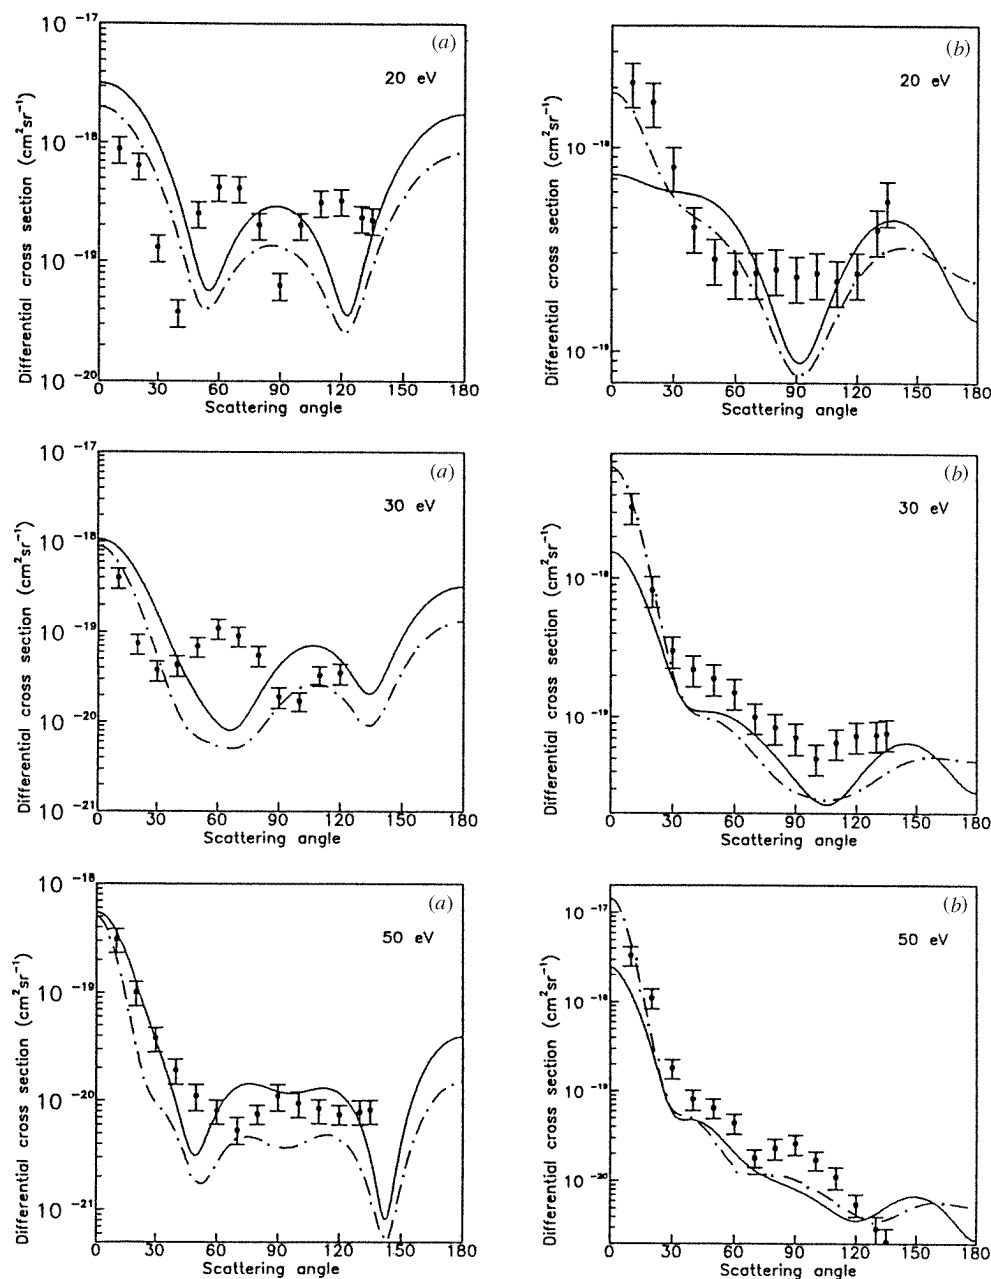 10 -17
(a)
20 eV
10 -18
10 -19
10 -20
Differential cross section (cm²sr⁻¹)
0 30 60 90 120 150 180
Scattering angle
(b)
20 eV
10 -18
10 -19
Differential cross section (cm²sr⁻¹)
0 30 60 90 120 150 180
Scattering angle
10 -17
(a)
30 eV
10 -18
10 -19
10 -20
10 -21
Differential cross section (cm²sr⁻¹)
0 30 60 90 120 150 180
Scattering angle
(b)
30 eV
10 -18
10 -19
Differential cross section (cm²sr⁻¹)
0 30 60 90 120 150 180
Scattering angle
10 -18
(a)
50 eV
10 -19
10 -20
10 -21
Differential cross section (cm²sr⁻¹)
0 30 60 90 120 150 180
Scattering angle
(b)
10 -17
50 eV
10 -18
10 -19
10 -20
Differential cross section (cm²sr⁻¹)
0 30 60 90 120 150 180
Scattering angle